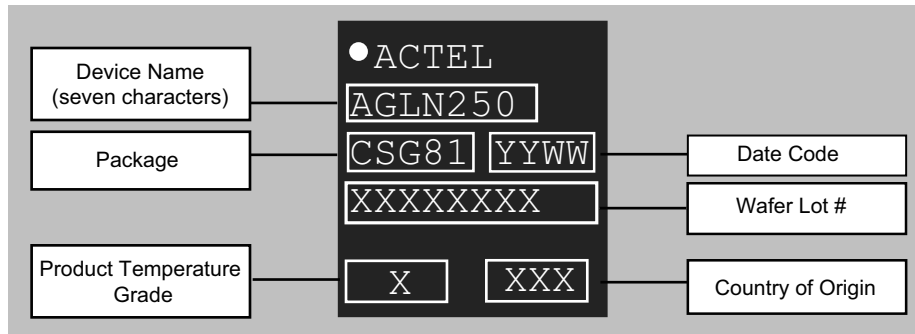 ACTEL
Device Name
(seven characters)
AGLN250
Package
CSG81 YYWW
Date Code
XXXXXXXX
Wafer Lot #
Product Temperature
Grade
X XXX
Country of Origin